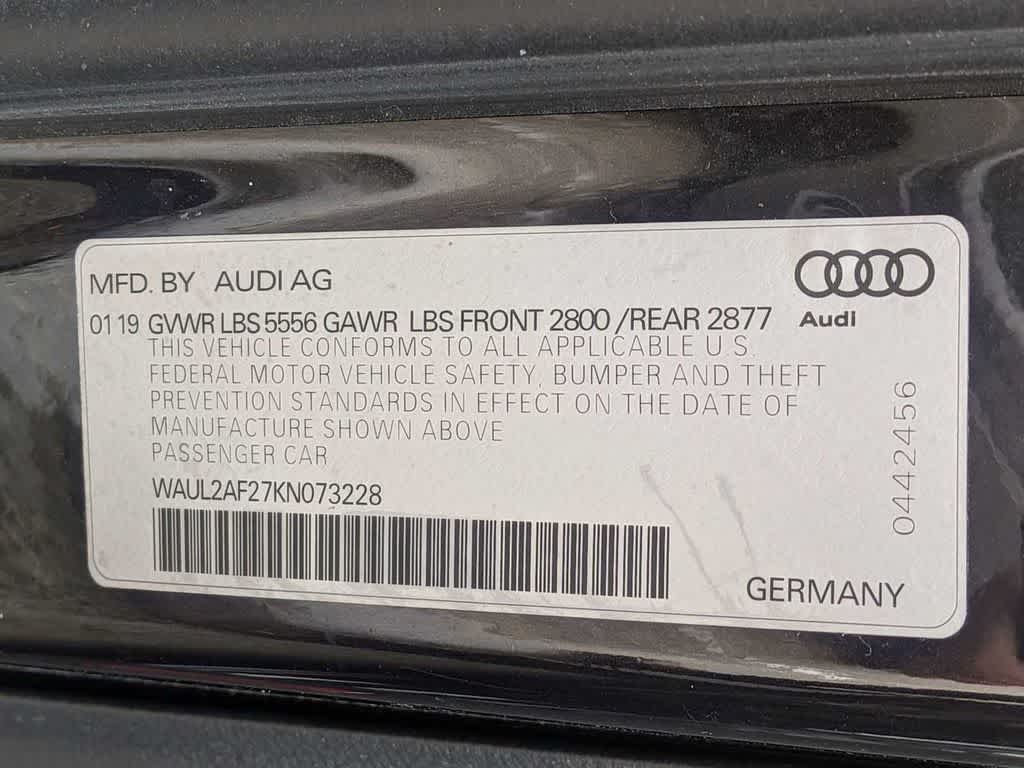 MFD. BY AUDI AG
01 19 GVWR LBS 5556 GAWR LBS FRONT 2800 /REAR 2877
Audi
THIS VEHICLE CONFORMS TO ALL APPLICABLE U.S.
FEDERAL MOTOR VEHICLE SAFETY, BUMPER AND THEFT
PREVENTION STANDARDS IN EFFECT ON THE DATE OF
MANUFACTURE SHOWN ABOVE
PASSENGER CAR
WAUL2AF27KN073228
0442456
GERMANY